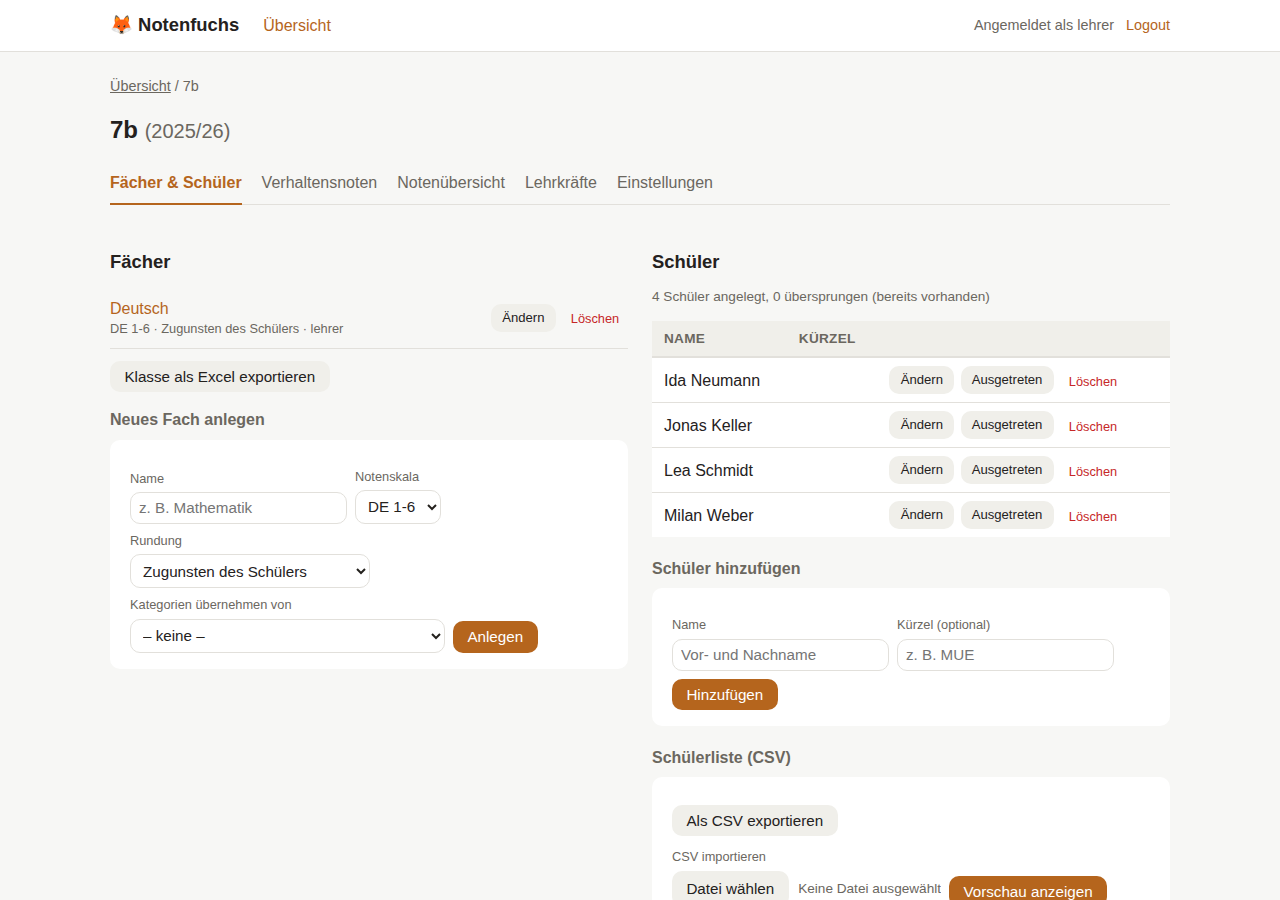 🦊 Notenfuchs Übersicht Angemeldet als lehrer Logout
Übersicht / 7b
7b (2025/26)
Fächer & Schüler Verhaltensnoten Notenübersicht Lehrkräfte Einstellungen
Fächer
Deutsch
DE 1-6 · Zugunsten des Schülers · lehrer
Ändern Löschen
Klasse als Excel exportieren
Neues Fach anlegen
Name Notenskala
z. B. Mathematik DE 1-6
Rundung
Zugunsten des Schülers
Kategorien übernehmen von
– keine – Anlegen
Schüler
4 Schüler angelegt, 0 übersprungen (bereits vorhanden)
NAME KÜRZEL
Ida Neumann Ändern Ausgetreten Löschen
Jonas Keller Ändern Ausgetreten Löschen
Lea Schmidt Ändern Ausgetreten Löschen
Milan Weber Ändern Ausgetreten Löschen
Schüler hinzufügen
Name Kürzel (optional)
Vor- und Nachname z. B. MUE
Hinzufügen
Schülerliste (CSV)
Als CSV exportieren
CSV importieren
Datei wählen Keine Datei ausgewählt Vorschau anzeigen